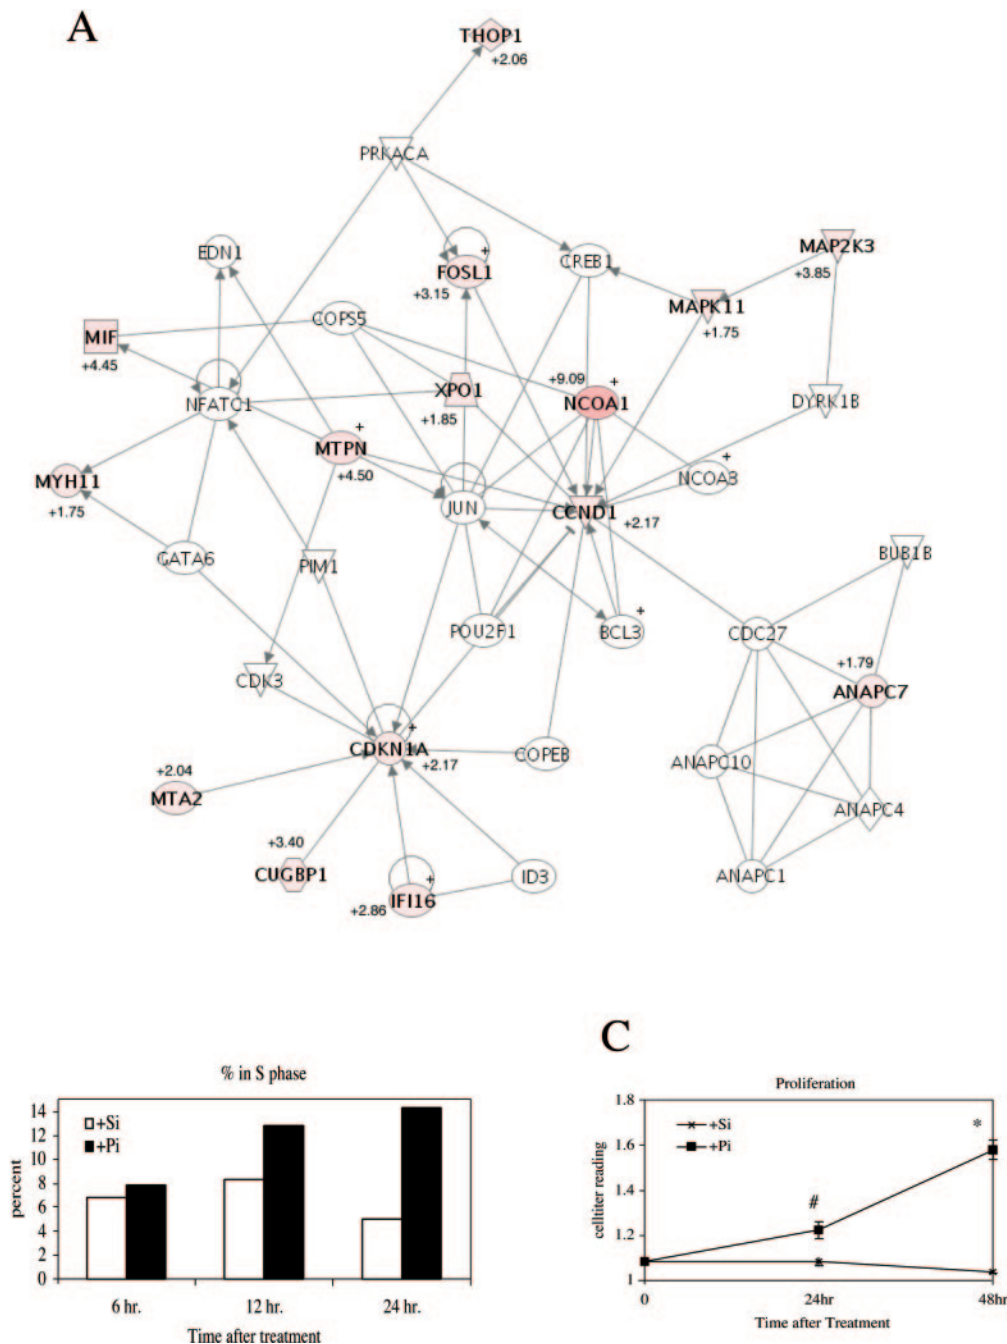 A
THOP1
+2.06
PRKACA
EDN1
FOSL1
+
+3.15
CREB1
MAP2K3
+3.85
MAPK11
+1.75
COPS5
MIF
+4.45
NFATC1
XPO1
+1.85
+9.09
+
NCOA1
DYRK1B
MTPN
+
+4.50
MYH11
+1.75
NCOA3
+
JUN
CCND1
+2.17
GATA6
PIM1
BUB1B
POU2F1
BCL3
+
CDC27
+1.79
ANAPC7
CDK3
CDKN1A
+
+2.17
COPEB
ANAPC10
+2.04
MTA2
ANAPC4
+3.40
CUGBP1
IFI16
+
+2.86
ID3
ANAPC1
% in S phase
14
12
10
8
6
4
2
0
percent
+Si
+Pi
6 hr.
12 hr.
24 hr.
Time after treatment
C
Proliferation
1.8
1.6
1.4
1.2
1
celltiter reading
+Si
+Pi
#
*
0
24hr
48hr
Time after Treatment